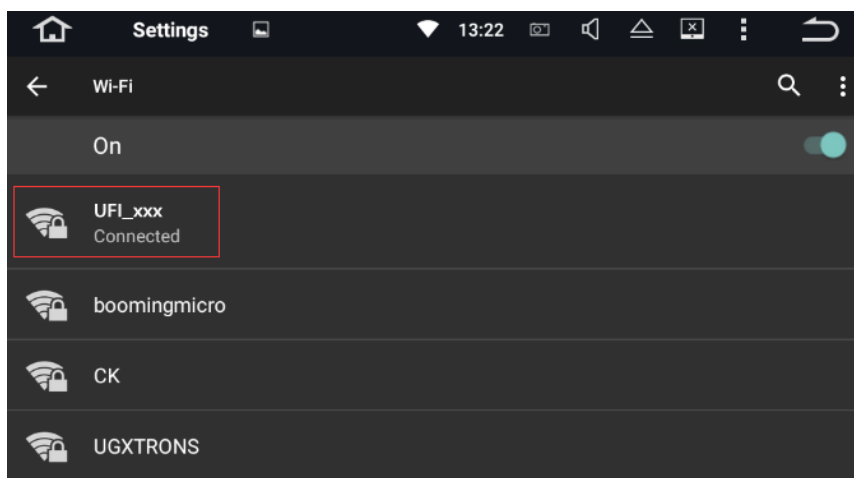 Settings
13:22
Wi-Fi
On
UFI_xxx
Connected
boomingmicro
CK
UGXTRONS